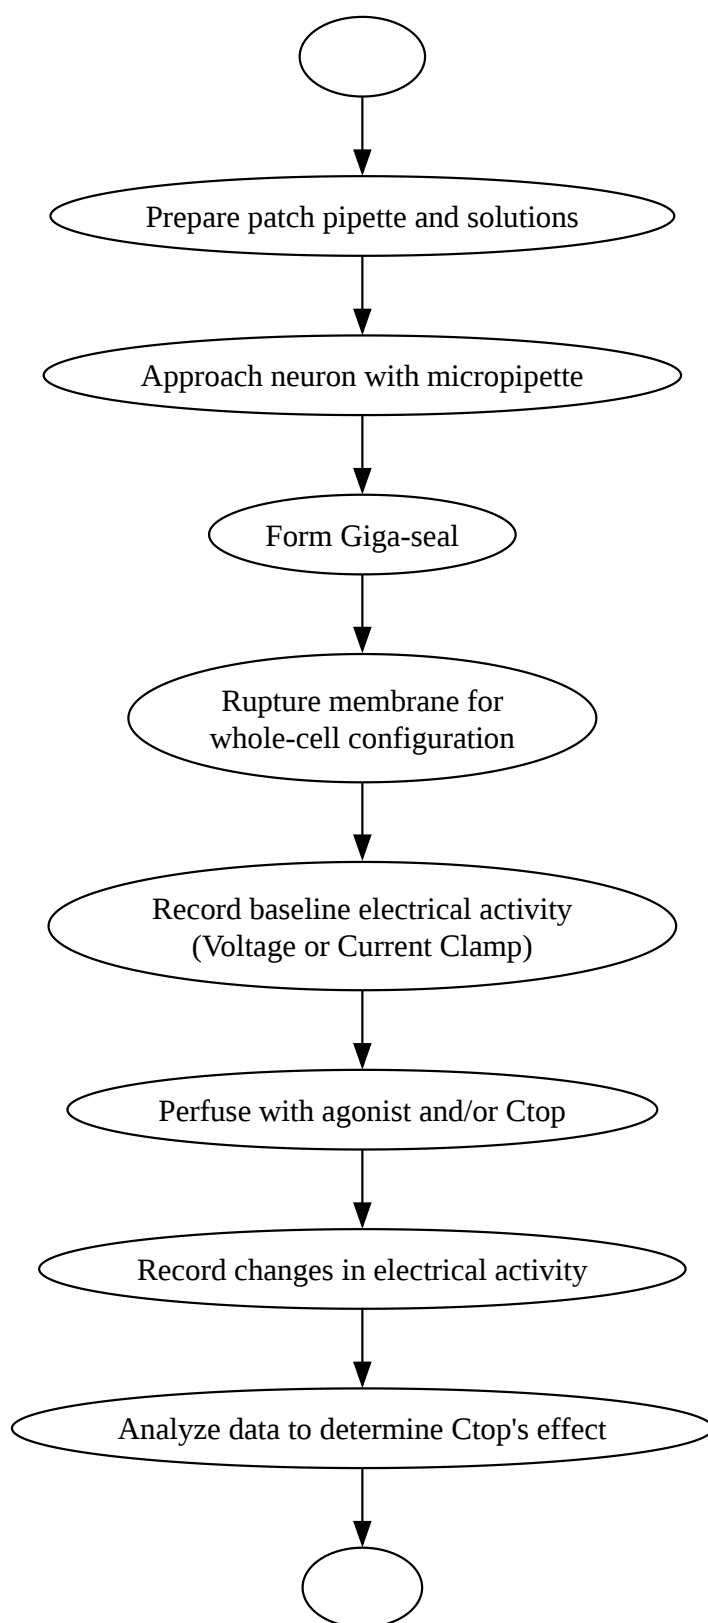 Prepare patch pipette and solutions
Approach neuron with micropipette
Form Giga-seal
Rupture membrane for
whole-cell configuration
Record baseline electrical activity
(Voltage or Current Clamp)
Perfuse with agonist and/or Ctop
Record changes in electrical activity
Analyze data to determine Ctop's effect